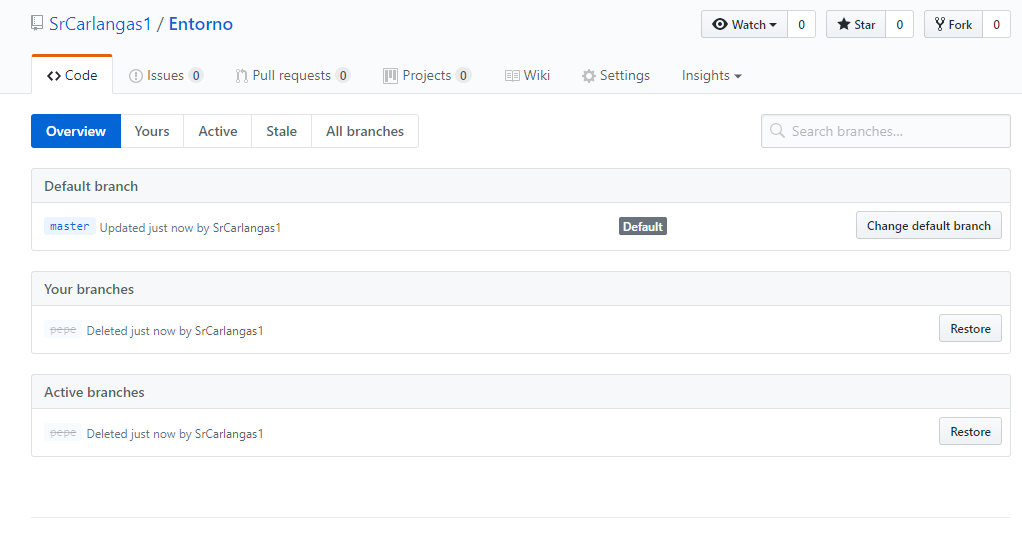 SrCarlangas1 / Entorno Watch 0 Star 0 Fork 0
Code Issues 0 Pull requests 0 Projects 0 Wiki Settings Insights
Overview Yours Active Stale All branches Search branches...
Default branch
master Updated just now by SrCarlangas1 Default Change default branch
Your branches
pepe Deleted just now by SrCarlangas1 Restore
Active branches
pepe Deleted just now by SrCarlangas1 Restore